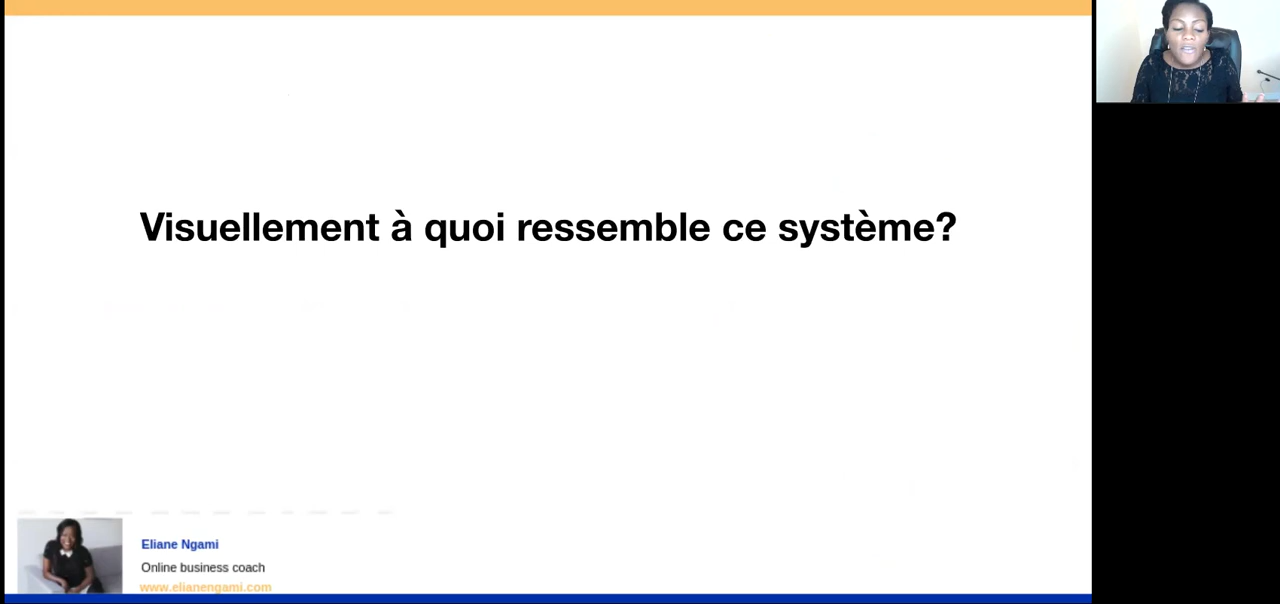 Visuellement à quoi ressemble ce système?
Eliane Ngami
Online business coach
www.elianengami.com